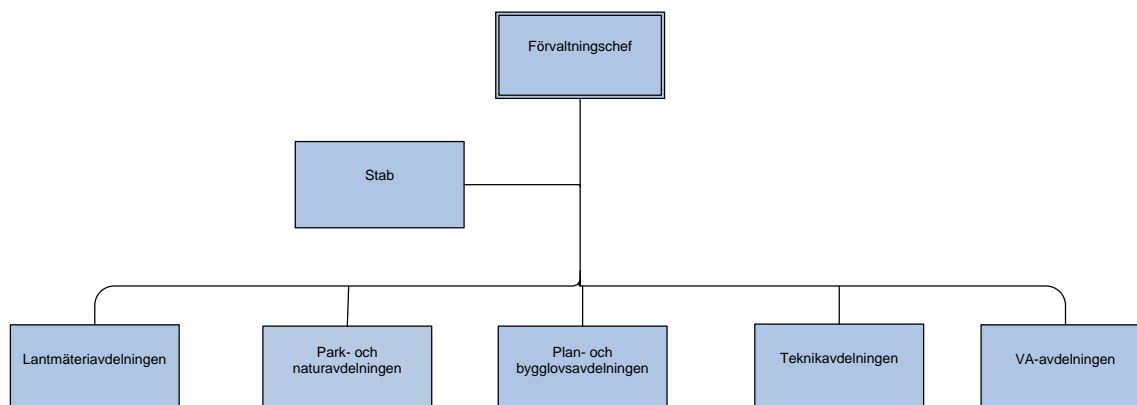 Förvaltningschef
Stab
Lantmäteriavdelningen
Park- och
naturavdelningen
Plan- och
bygglovsavdelningen
Teknikavdelningen
VA-avdelningen